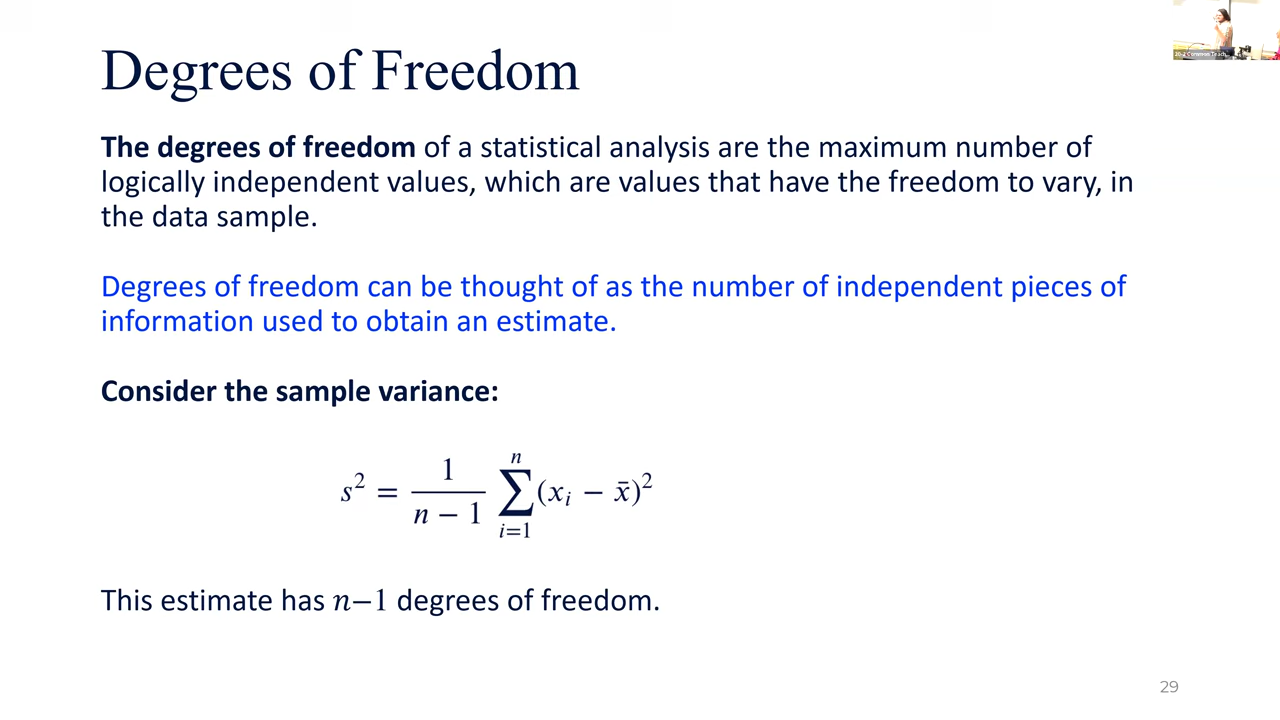 Degrees of Freedom
The degrees of freedom of a statistical analysis are the maximum number of
logically independent values, which are values that have the freedom to vary, in
the data sample.
Degrees of freedom can be thought of as the number of independent pieces of
information used to obtain an estimate.
Consider the sample variance:
s² = \frac{1}{n − 1} \sum_{i=1}^{n} (x_i − x̄)²
This estimate has n−1 degrees of freedom.
29